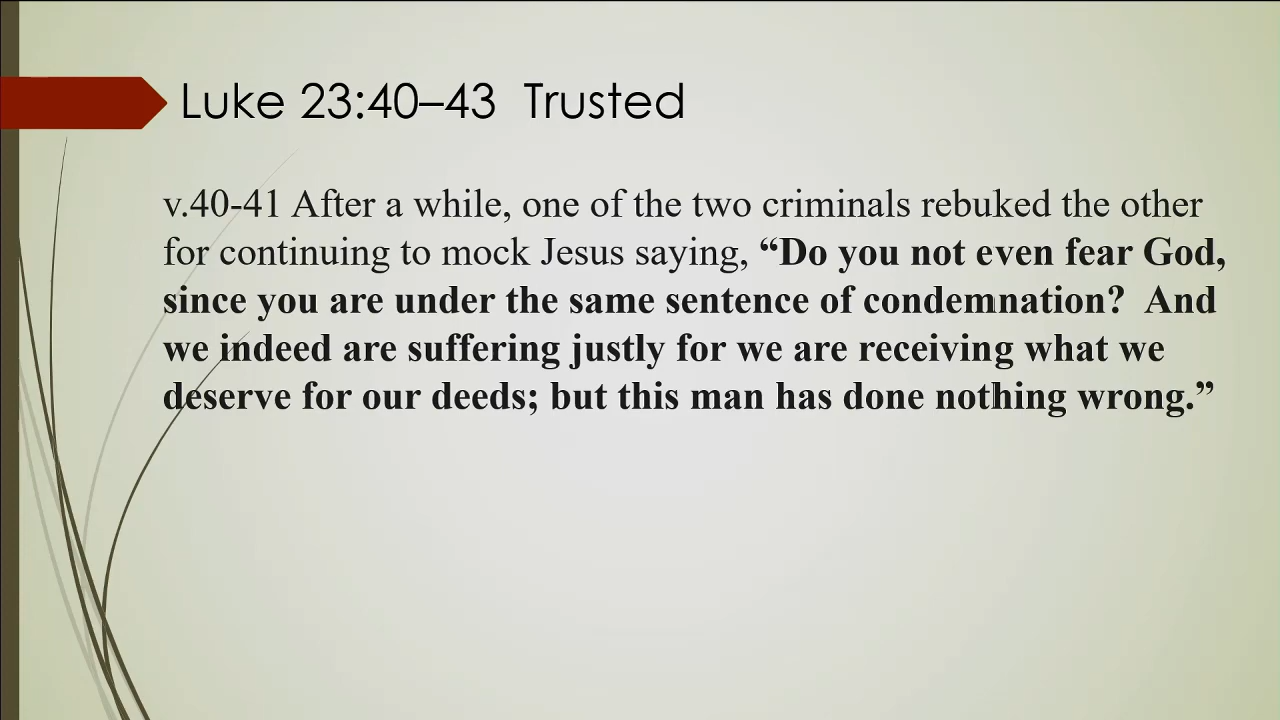 Luke 23:40–43  Trusted
v.40-41 After a while, one of the two criminals rebuked the other
for continuing to mock Jesus saying, “Do you not even fear God,
since you are under the same sentence of condemnation?  And
we indeed are suffering justly for we are receiving what we
deserve for our deeds; but this man has done nothing wrong.”